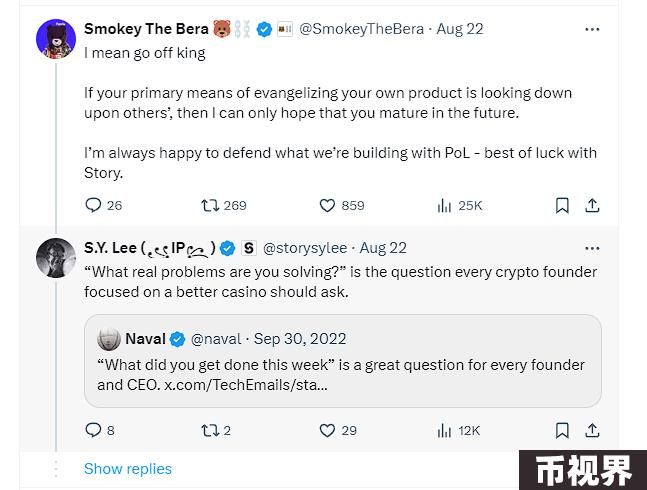 Smokey The Bera 🐻⛓️ @SmokeyTheBera · Aug 22
I mean go off king
If your primary means of evangelizing your own product is looking down
upon others’, then I can only hope that you mature in the future.
I’m always happy to defend what we’re building with PoL - best of luck with
Story.
26 269 859 25K
S.Y. Lee ( IP ) S @storysylee · Aug 22
“What real problems are you solving?” is the question every crypto founder
focused on a better casino should ask.
Naval @naval · Sep 30, 2022
“What did you get done this week” is a great question for every founder
and CEO. x.com/TechEmails/sta...
8 2 29 12K
Show replies
币视界